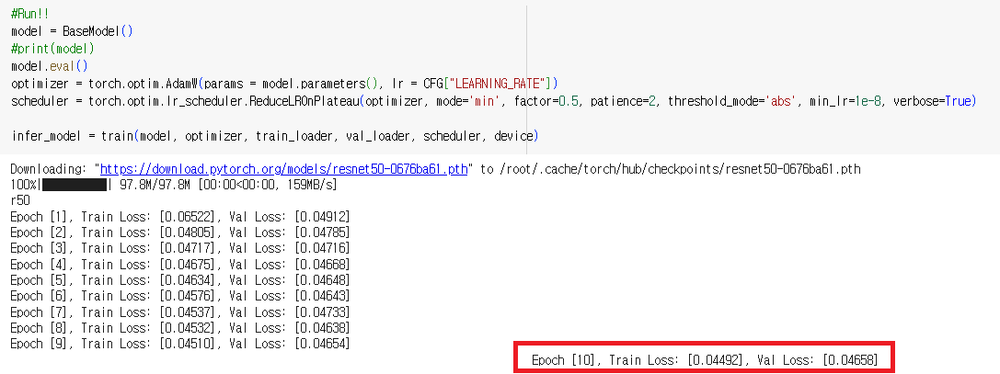 #Run!!
model = BaseModel()
#print(model)
model.eval()
optimizer = torch.optim.AdamW(params = model.parameters(), lr = CFG["LEARNING_RATE"])
scheduler = torch.optim.lr_scheduler.ReduceLROnPlateau(optimizer, mode='min', factor=0.5, patience=2, threshold_mode='abs', min_lr=1e-8, verbose=True)
infer_model = train(model, optimizer, train_loader, val_loader, scheduler, device)
Downloading: "https://download.pytorch.org/models/resnet50-0676ba61.pth" to /root/.cache/torch/hub/checkpoints/resnet50-0676ba61.pth
100%|██████████| 97.8M/97.8M [00:00<00:00, 159MB/s]
r50
Epoch [1], Train Loss: [0.06522], Val Loss: [0.04912]
Epoch [2], Train Loss: [0.04805], Val Loss: [0.04785]
Epoch [3], Train Loss: [0.04717], Val Loss: [0.04716]
Epoch [4], Train Loss: [0.04675], Val Loss: [0.04668]
Epoch [5], Train Loss: [0.04634], Val Loss: [0.04648]
Epoch [6], Train Loss: [0.04576], Val Loss: [0.04643]
Epoch [7], Train Loss: [0.04537], Val Loss: [0.04733]
Epoch [8], Train Loss: [0.04532], Val Loss: [0.04638]
Epoch [9], Train Loss: [0.04510], Val Loss: [0.04654]
Epoch [10], Train Loss: [0.04492], Val Loss: [0.04658]